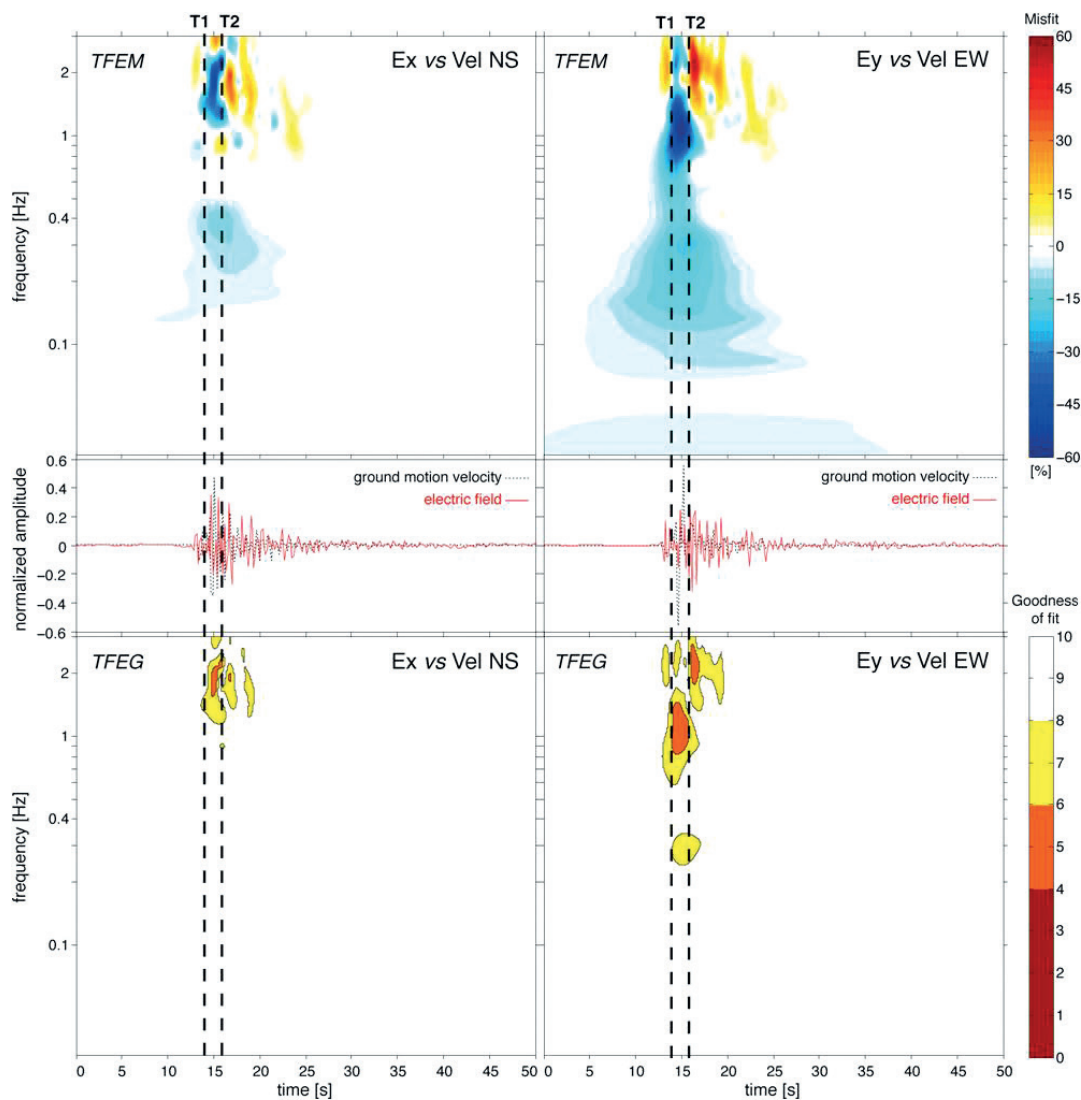 T1 T2
T1 T2
Misfit
TFEM
Ex vs Vel NS
TFEM
Ey vs Vel EW
60
45
30
15
0
−15
−30
−45
−60
[%]
2
1
0.4
0.1
frequency [Hz]
0.6
0.4
0.2
0
−0.2
−0.4
−0.6
normalized amplitude
ground motion velocity
electric field
ground motion velocity
electric field
Goodness
of fit
TFEG
Ex vs Vel NS
TFEG
Ey vs Vel EW
10
9
8
7
6
5
4
3
2
1
0
2
1
0.4
0.1
frequency [Hz]
0 5 10 15 20 25 30 35 40 45 50
0 5 10 15 20 25 30 35 40 45 50
time [s]
time [s]